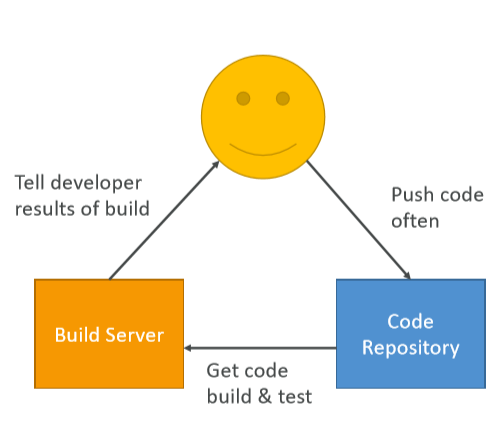 Tell developer
results of build
Push code
often
Build Server
Code
Repository
Get code
build & test